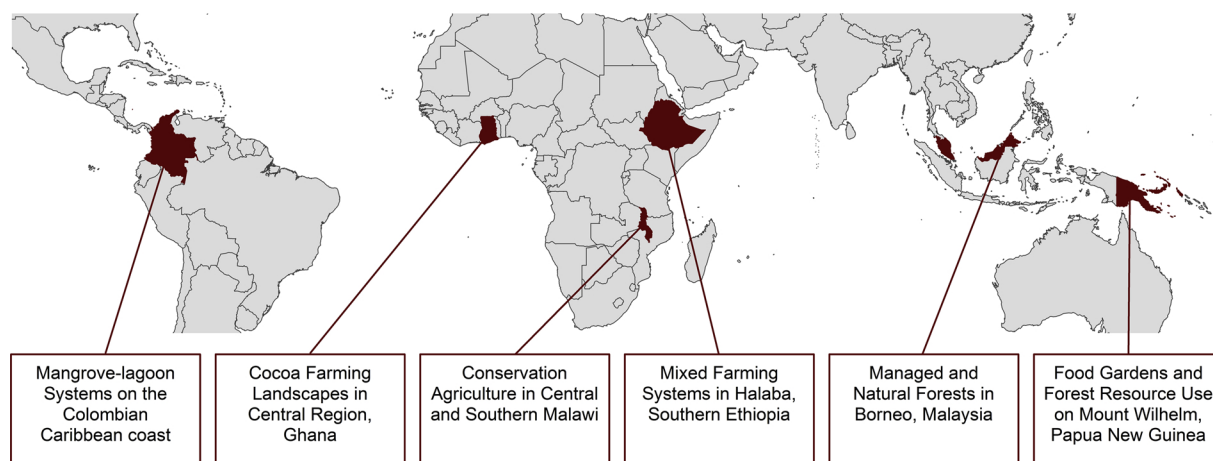 Mangrove-lagoon
Systems on the
Colombian
Caribbean coast
Cocoa Farming
Landscapes in
Central Region,
Ghana
Conservation
Agriculture in Central
and Southern Malawi
Mixed Farming
Systems in Halaba,
Southern Ethiopia
Managed and
Natural Forests in
Borneo, Malaysia
Food Gardens and
Forest Resource Use
on Mount Wilhelm,
Papua New Guinea